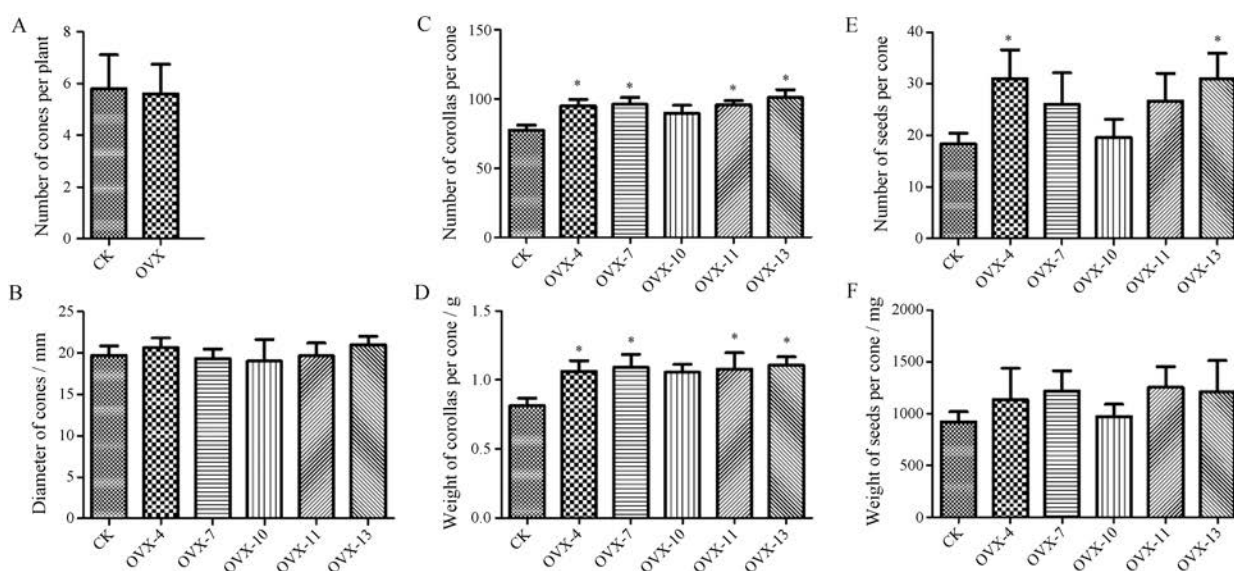 A
Number of cones per plant
8
6
4
2
0
CK
OVX
B
Diameter of cones / mm
25
20
15
10
5
0
CK
OVX-4
OVX-7
OVX-10
OVX-11
OVX-13
C
Number of corollas per cone
150
100
50
0
*
*
*
*
CK
OVX-4
OVX-7
OVX-10
OVX-11
OVX-13
D
Weight of corollas per cone / g
1.5
1.0
0.5
0.0
*
*
*
*
CK
OVX-4
OVX-7
OVX-10
OVX-11
OVX-13
E
Number of seeds per cone
40
30
20
10
0
*
*
CK
OVX-4
OVX-7
OVX-10
OVX-11
OVX-13
F
Weight of seeds per cone / mg
2000
1500
1000
500
0
CK
OVX-4
OVX-7
OVX-10
OVX-11
OVX-13